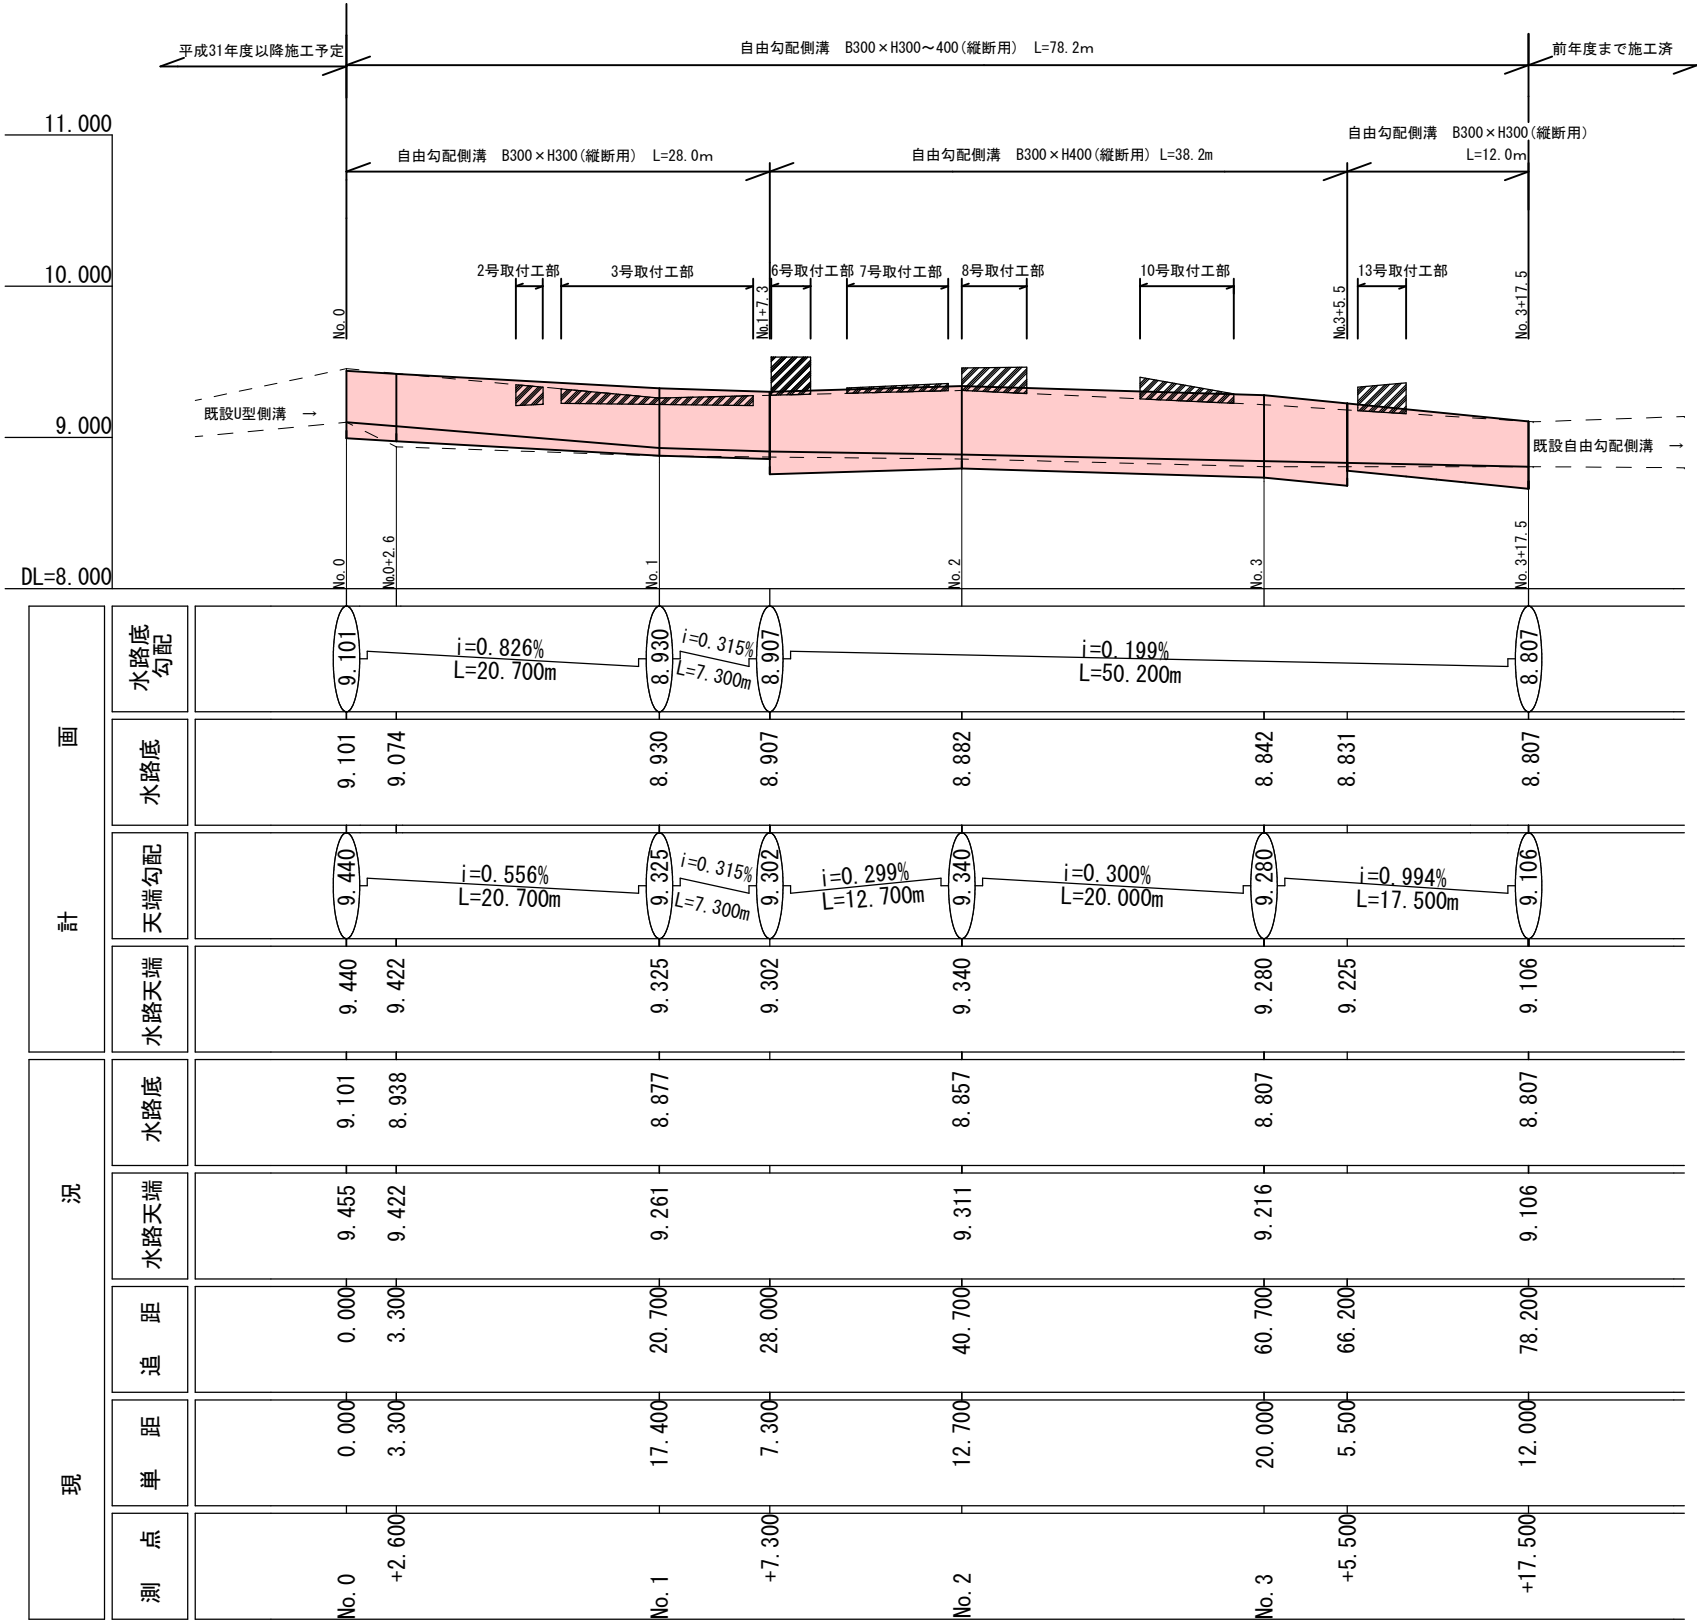 平成31年度以降施工予定
自由勾配側溝　B300×H300～400(縦断用)　L=78.2m
前年度まで施工済
11.000
自由勾配側溝　B300×H300(縦断用)　L=28.0m
自由勾配側溝　B300×H400(縦断用) L=38.2m
自由勾配側溝　B300×H300(縦断用)
L=12.0m
10.000
2号取付工部
3号取付工部
6号取付工部
7号取付工部
8号取付工部
10号取付工部
13号取付工部
No.0
No.1+7.3
No.3+5.5
No.3+17.5
既設U型側溝　→
9.000
既設自由勾配側溝　→
DL=8.000
No.0
No.0+2.6
No.1
No.2
No.3
No.3+17.5
計　画
水路底勾配
9.101
i=0.826%
L=20.700m
8.930
i=0.315%
L=7.300m
8.907
i=0.199%
L=50.200m
8.807
水路底
9.101
9.074
8.930
8.907
8.882
8.842
8.831
8.807
天端勾配
9.440
i=0.556%
L=20.700m
9.325
i=0.315%
L=7.300m
9.302
i=0.299%
L=12.700m
9.340
i=0.300%
L=20.000m
9.280
i=0.994%
L=17.500m
9.106
水路天端
9.440
9.422
9.325
9.302
9.340
9.280
9.225
9.106
現　況
水路底
9.101
8.938
8.877
8.857
8.807
8.807
水路天端
9.455
9.422
9.261
9.311
9.216
9.106
追　距
0.000
3.300
20.700
28.000
40.700
60.700
66.200
78.200
単　距
0.000
3.300
17.400
7.300
12.700
20.000
5.500
12.000
測　点
No.0
+2.600
No.1
+7.300
No.2
No.3
+5.500
+17.500